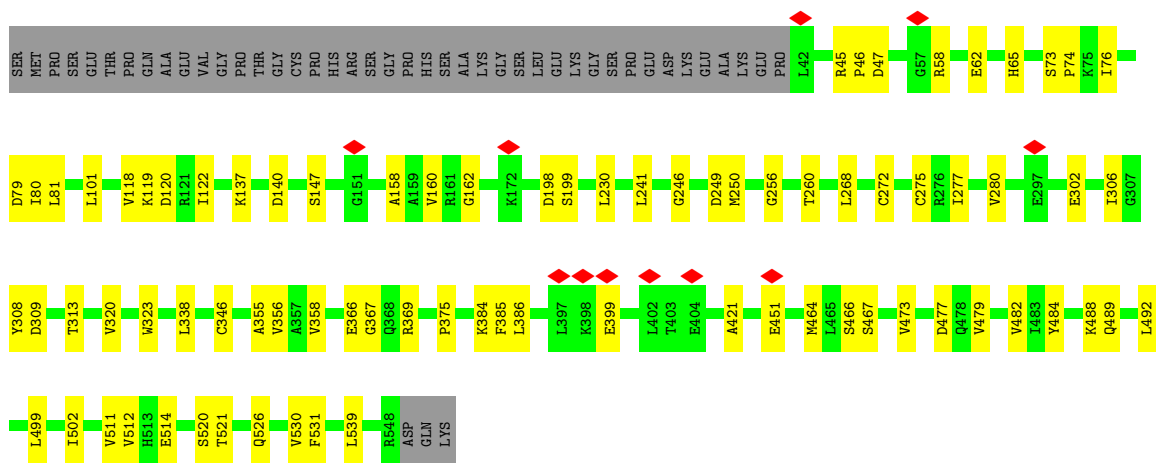 SER MET PRO SER GLU THR PRO GLN ALA GLU VAL GLY PRO THR GLY CYS PRO HIS ARG SER GLY PRO HIS SER ALA LYS GLY SER LEU GLU LYS GLY SER PRO GLU ASP LYS GLU ALA LYS GLU PRO L42 R45 P46 D47 G57 R58 E62 H65 S73 P74 K75 I76
D79 I80 L81 L101 V118 K119 D120 R121 I122 K137 D140 S147 G151 A158 A159 V160 R161 G162 K172 D198 S199 L230 L241 G246 D249 M250 G256 T260 L268 C272 C275 R276 I277 V280 E297 E302 I306 G307
Y308 D309 T313 V320 W323 L338 C346 A355 V356 A357 V358 E366 G367 Q368 R369 P375 K384 F385 L386 L397 K398 E399 L402 T403 E404 A421 E451 M464 L465 S466 S467 V473 D477 Q478 V479 V482 I483 Y484 K488 Q489 L492
L499 I502 V511 V512 H513 E514 S520 T521 Q526 V530 F531 L539 R548 ASP GLN LYS